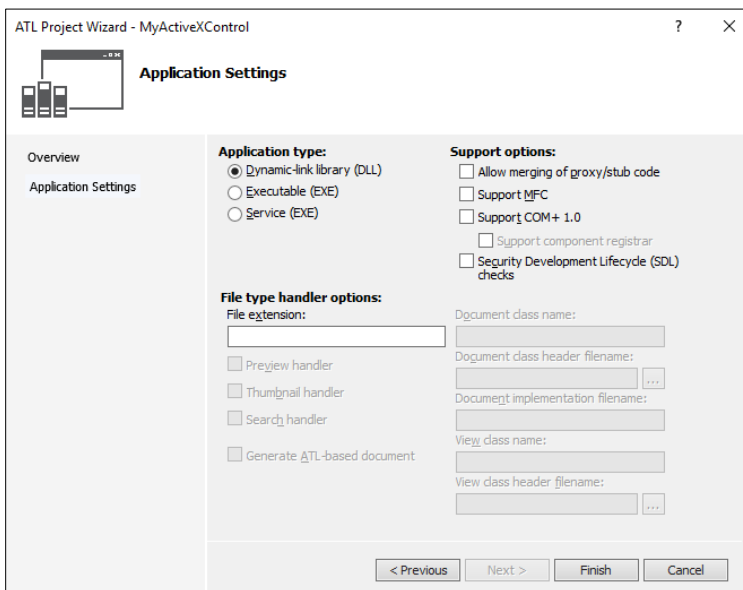 ATL Project Wizard - MyActiveXControl
?
Application Settings
Overview
Application Settings
Application type:
Dynamic-link library (DLL)
Executable (EXE)
Service (EXE)
Support options:
Allow merging of proxy/stub code
Support MFC
Support COM+ 1.0
Support component registrar
Security Development Lifecycle (SDL)
checks
File type handler options:
File extension:
Preview handler
Thumbnail handler
Search handler
Generate ATL-based document
Document class name:
Document class header filename:
...
Document implementation filename:
View class name:
View class header filename:
...
< Previous
Next >
Finish
Cancel